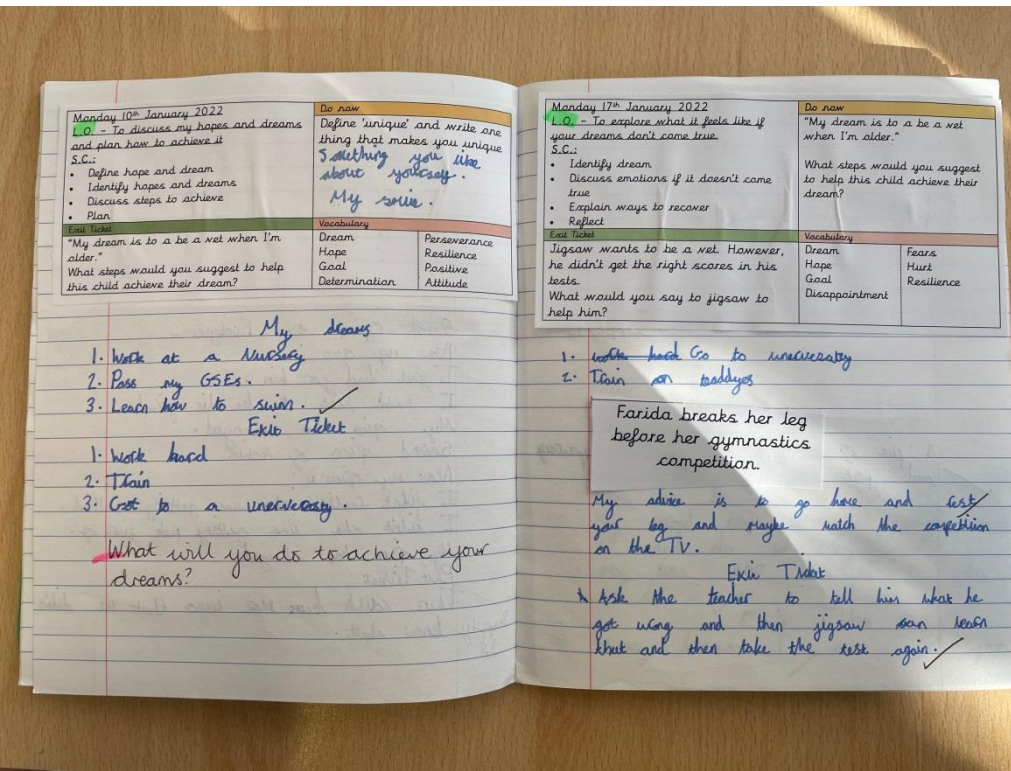 Monday 10th January 2022
L.O. - To discuss my hopes and dreams
and plan how to achieve it
S.C.:
• Define hope and dream
• Identify hopes and dreams
• Discuss steps to achieve
• Plan
Do now
Define 'unique' and write one
thing that makes you unique
Something you like
about yourself.
My smile.
Exit Ticket
"My dream is to a be a vet when I'm
older."
What steps would you suggest to help
this child achieve their dream?
Vocabulary
Dream
Hope
Goal
Determination
Perseverance
Resilience
Positive
Attitude
My dreams
1. Work at a Nursery
2. Pass my GSEs.
3. Learn how to swim.
Exit Ticket
1. Work hard
2. Train
3. Got to a unerversaty.
What will you do to achieve your
dreams?
Monday 17th January 2022
L.O. - To explore what it feels like if
your dreams don't come true.
S.C.:
• Identify dream
• Discuss emotions if it doesn't come
true
• Explain ways to recover
• Reflect
Do now
"My dream is to a be a vet
when I'm older."
What steps would you suggest
to help this child achieve their
dream?
Exit Ticket
Jigsaw wants to be a vet. However,
he didn't get the right scores in his
tests.
What would you say to jigsaw to
help him?
Vocabulary
Dream
Hope
Goal
Disappointment
Fears
Hurt
Resilience
1. work hard Go to unerversaty
2. Train on
Farida breaks her leg
before her gymnastics
competition.
My advice is to go home and rest
your leg and maybe watch the competition
on the TV.
Exit Ticket
Ask the teacher to tell him what he
got wrong and then jigsaw can learn
that and then take the test again.